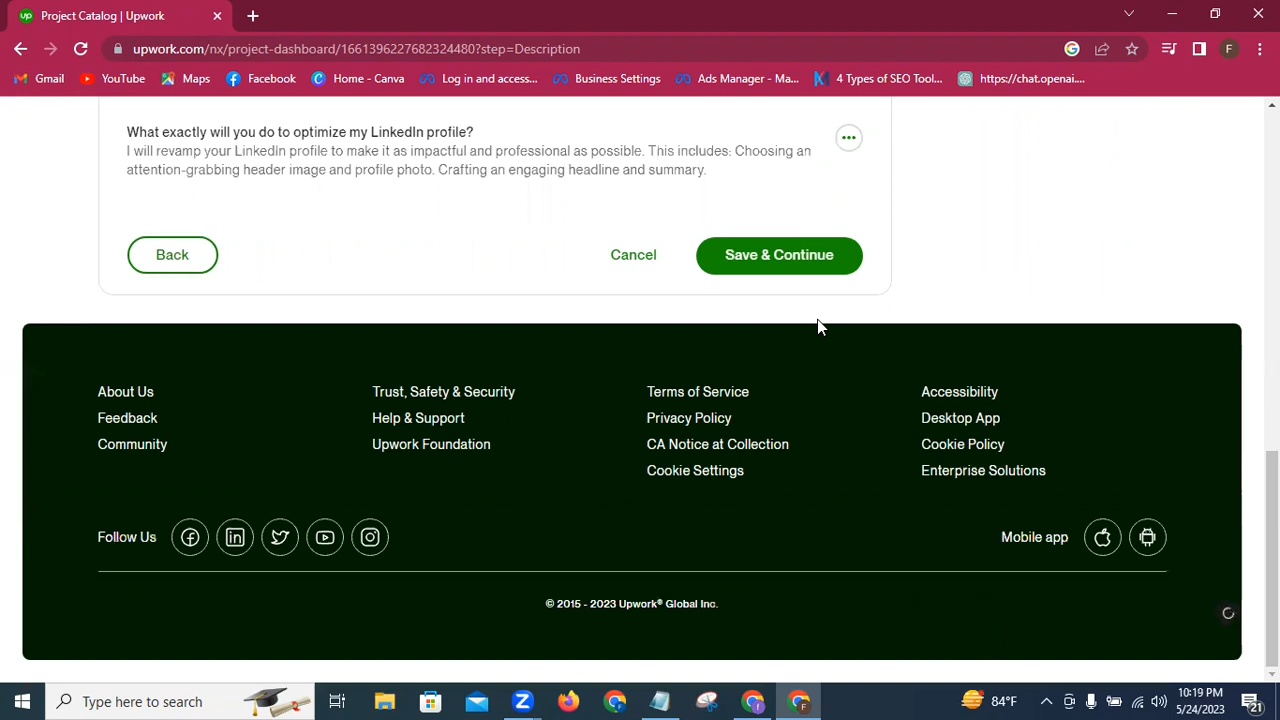 up Project Catalog | Upwork
upwork.com/nx/project-dashboard/1661396227682324480?step=Description
F
Gmail YouTube Maps Facebook Home - Canva Log in and access... Business Settings Ads Manager - Ma... 4 Types of SEO Tool... https://chat.openai....
What exactly will you do to optimize my LinkedIn profile?
I will revamp your LinkedIn profile to make it as impactful and professional as possible. This includes: Choosing an
attention-grabbing header image and profile photo. Crafting an engaging headline and summary.
Back Cancel Save & Continue
About Us Trust, Safety & Security Terms of Service Accessibility
Feedback Help & Support Privacy Policy Desktop App
Community Upwork Foundation CA Notice at Collection Cookie Policy
Cookie Settings Enterprise Solutions
Follow Us Mobile app
© 2015 - 2023 Upwork® Global Inc.
Type here to search 84°F 10:19 PM
5/24/2023 21